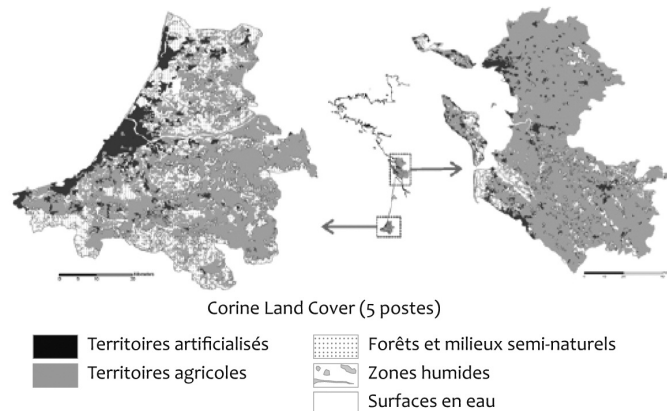 Corine Land Cover (5 postes)
Territoires artificialisés
Territoires agricoles
Forêts et milieux semi-naturels
Zones humides
Surfaces en eau